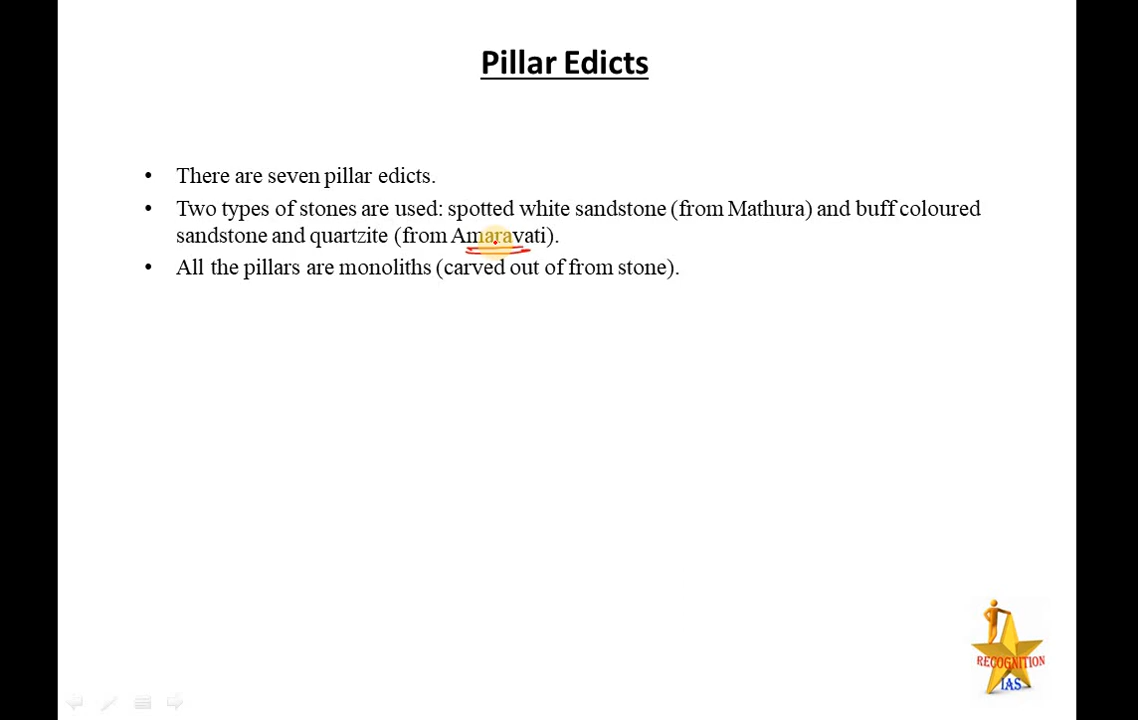 Pillar Edicts
• There are seven pillar edicts.
• Two types of stones are used: spotted white sandstone (from Mathura) and buff coloured
sandstone and quartzite (from Amaravati).
• All the pillars are monoliths (carved out of from stone).
RECOGNITION
IAS